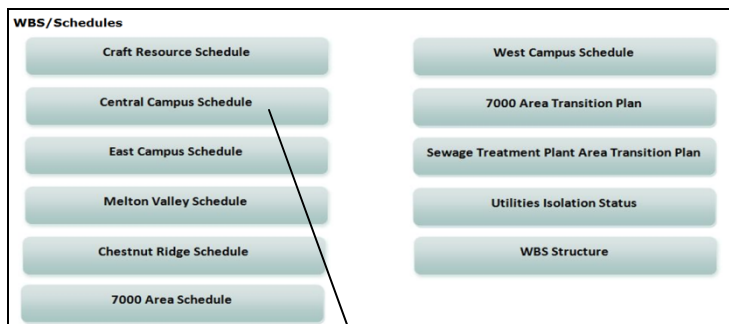 WBS/Schedules
Craft Resource Schedule
Central Campus Schedule
East Campus Schedule
Melton Valley Schedule
Chestnut Ridge Schedule
7000 Area Schedule
West Campus Schedule
7000 Area Transition Plan
Sewage Treatment Plant Area Transition Plan
Utilities Isolation Status
WBS Structure